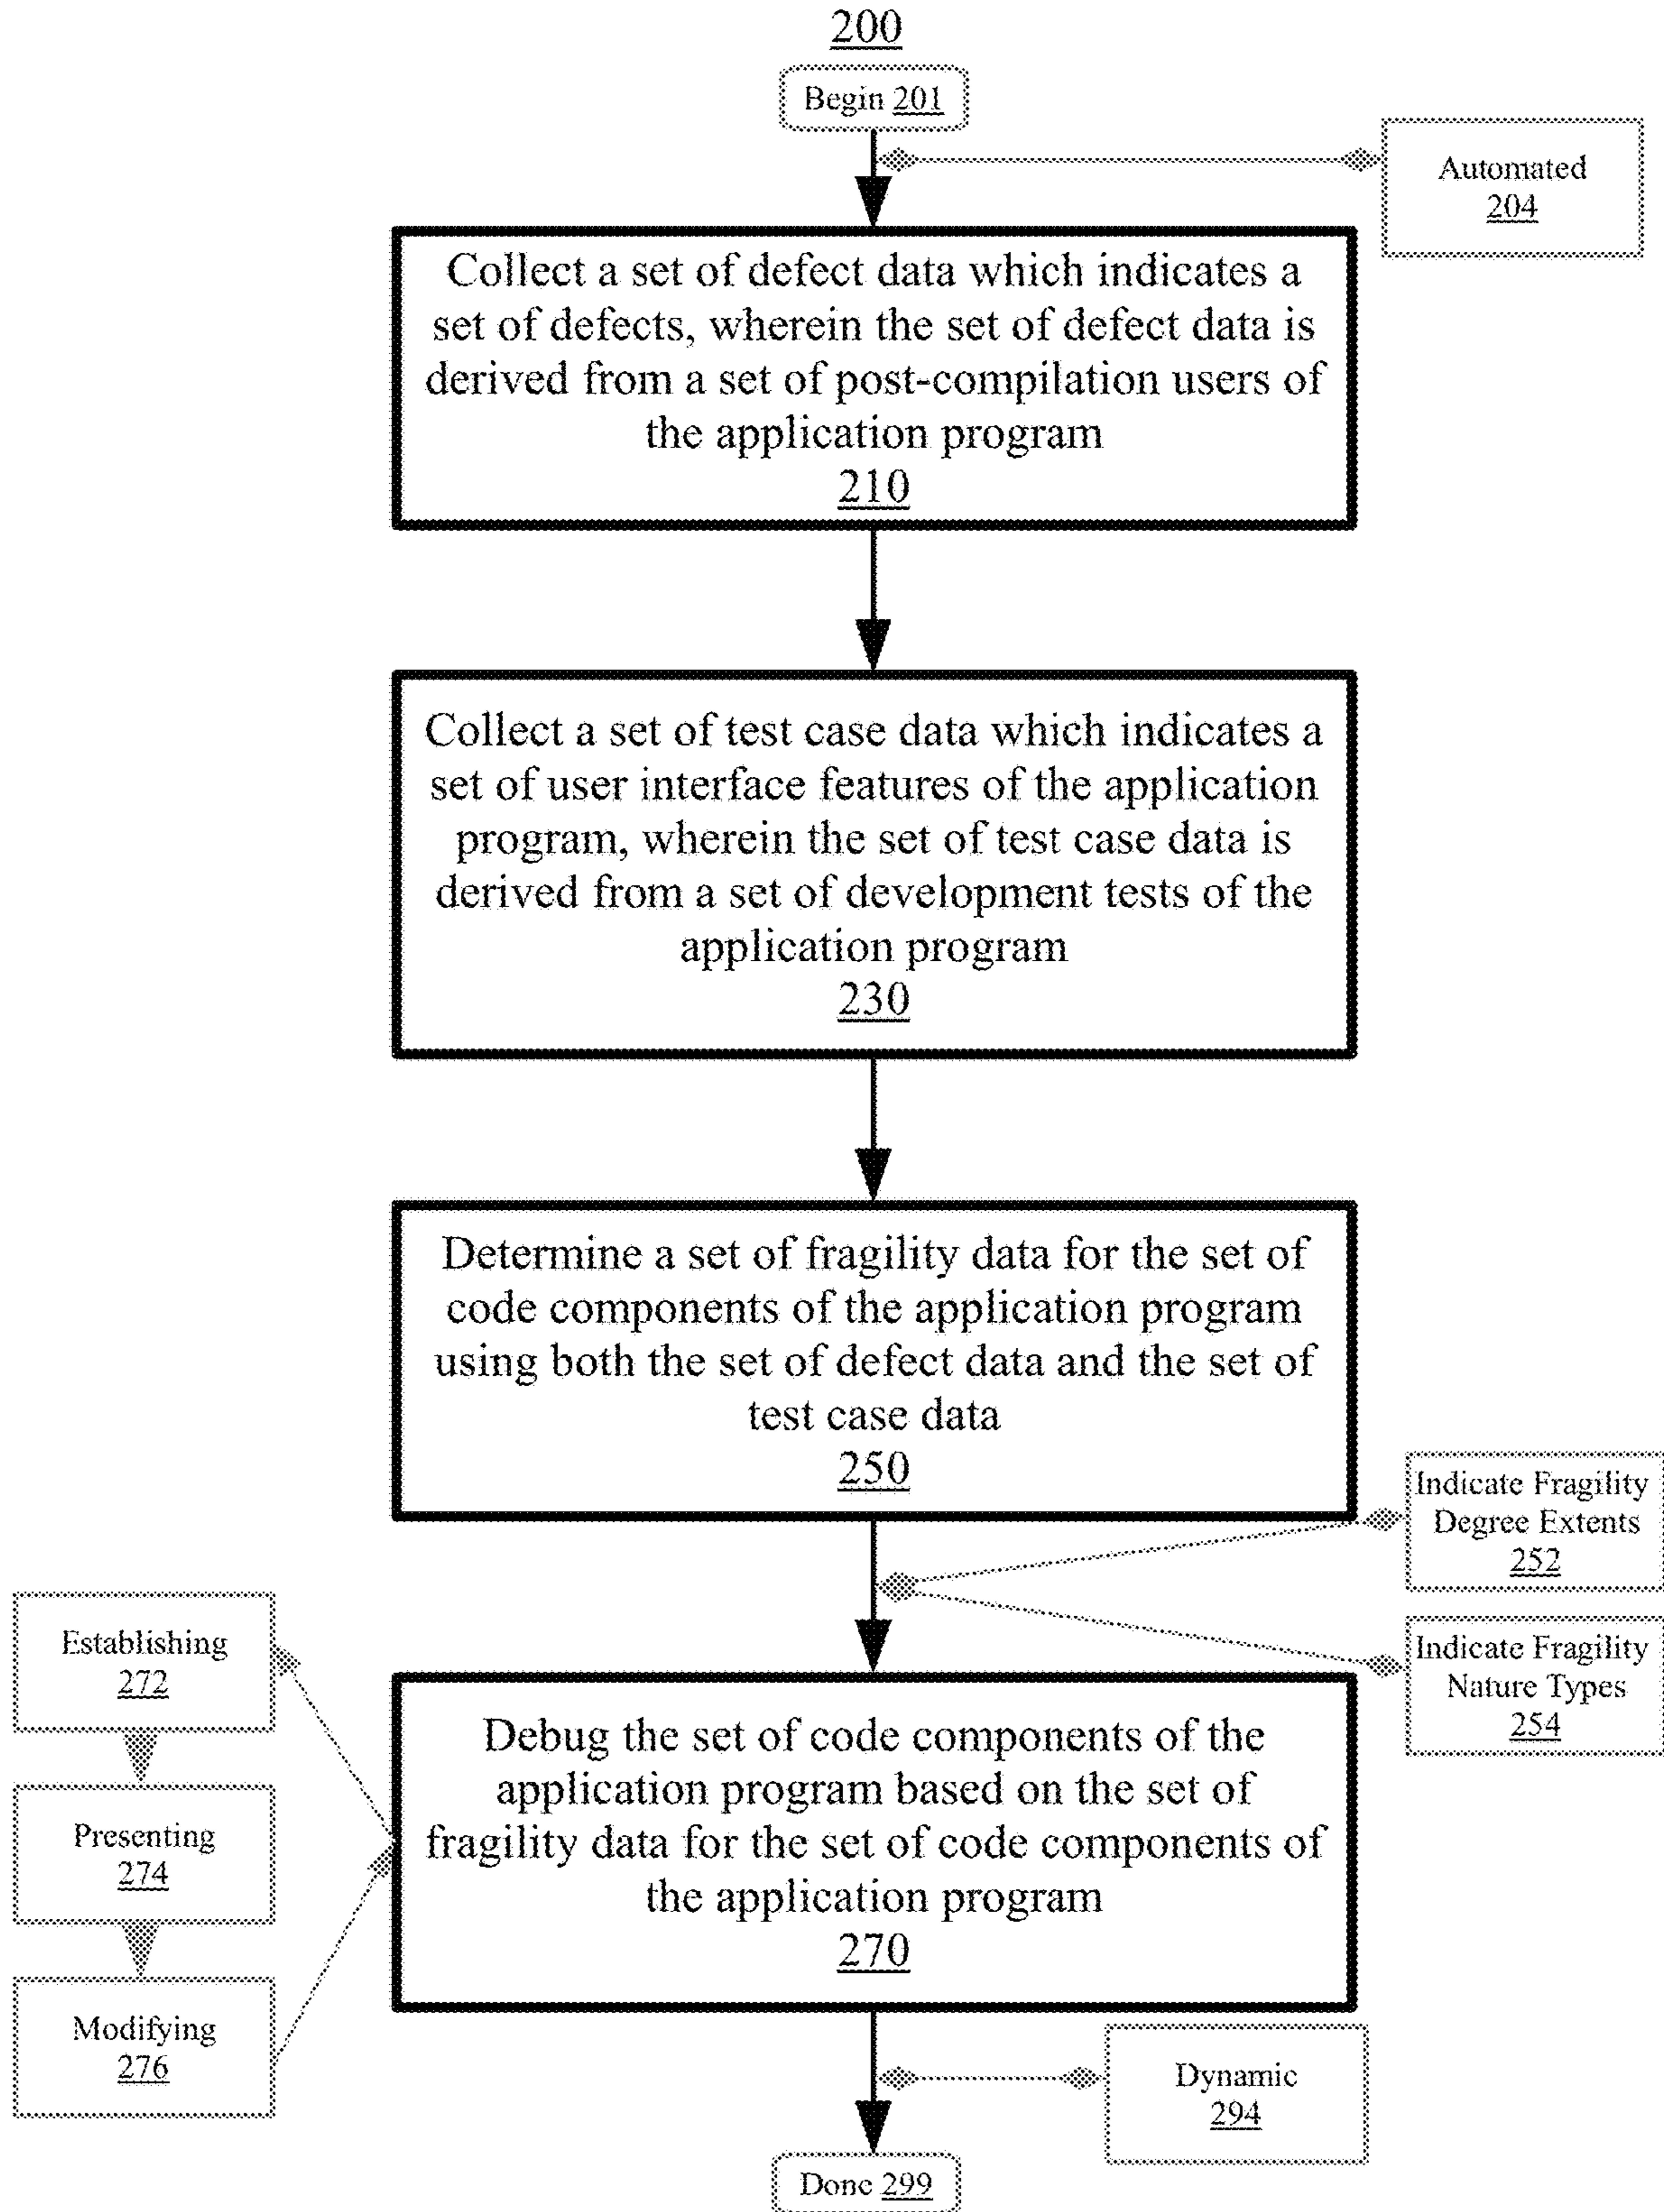 200
Begin 201
Automated
204
Collect a set of defect data which indicates a
set of defects, wherein the set of defect data is
derived from a set of post-compilation users of
the application program
210
Collect a set of test case data which indicates a
set of user interface features of the application
program, wherein the set of test case data is
derived from a set of development tests of the
application program
230
Determine a set of fragility data for the set of
code components of the application program
using both the set of defect data and the set of
test case data
250
Indicate Fragility
Degree Extents
252
Indicate Fragility
Nature Types
254
Establishing
272
Presenting
274
Modifying
276
Debug the set of code components of the
application program based on the set of
fragility data for the set of code components of
the application program
270
Dynamic
294
Done 299